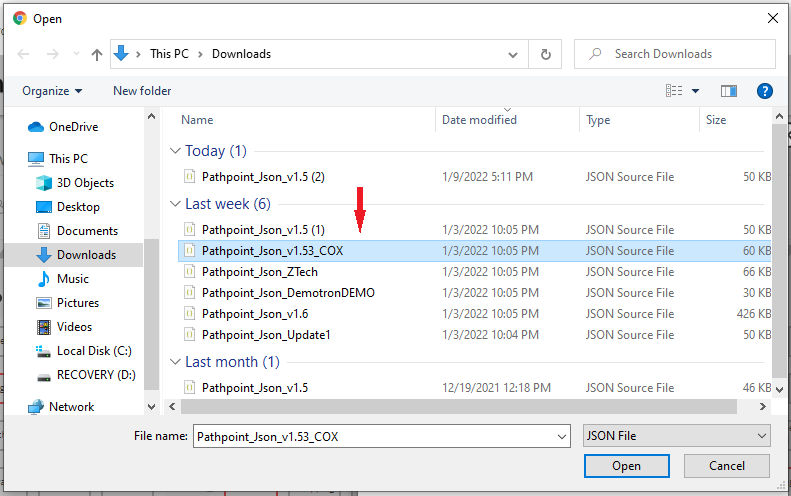 Open
This PC > Downloads
Search Downloads
Organize
New folder
Name Date modified Type Size
OneDrive
This PC
3D Objects
Desktop
Documents
Downloads
Music
Pictures
Videos
Local Disk (C:)
RECOVERY (D:)
Network
Today (1)
Pathpoint_Json_v1.5 (2) 1/9/2022 5:11 PM JSON Source File 50 KB
Last week (6)
Pathpoint_Json_v1.5 (1) 1/3/2022 10:05 PM JSON Source File 50 KB
Pathpoint_Json_v1.53_COX 1/3/2022 10:05 PM JSON Source File 60 KB
Pathpoint_Json_ZTech 1/3/2022 10:05 PM JSON Source File 66 KB
Pathpoint_Json_DemotronDEMO 1/3/2022 10:05 PM JSON Source File 30 KB
Pathpoint_Json_v1.6 1/3/2022 10:05 PM JSON Source File 426 KB
Pathpoint_Json_Update1 1/3/2022 10:04 PM JSON Source File 50 KB
Last month (1)
Pathpoint_Json_v1.5 12/19/2021 12:18 PM JSON Source File 46 KB
File name: Pathpoint_Json_v1.53_COX JSON File
Open Cancel